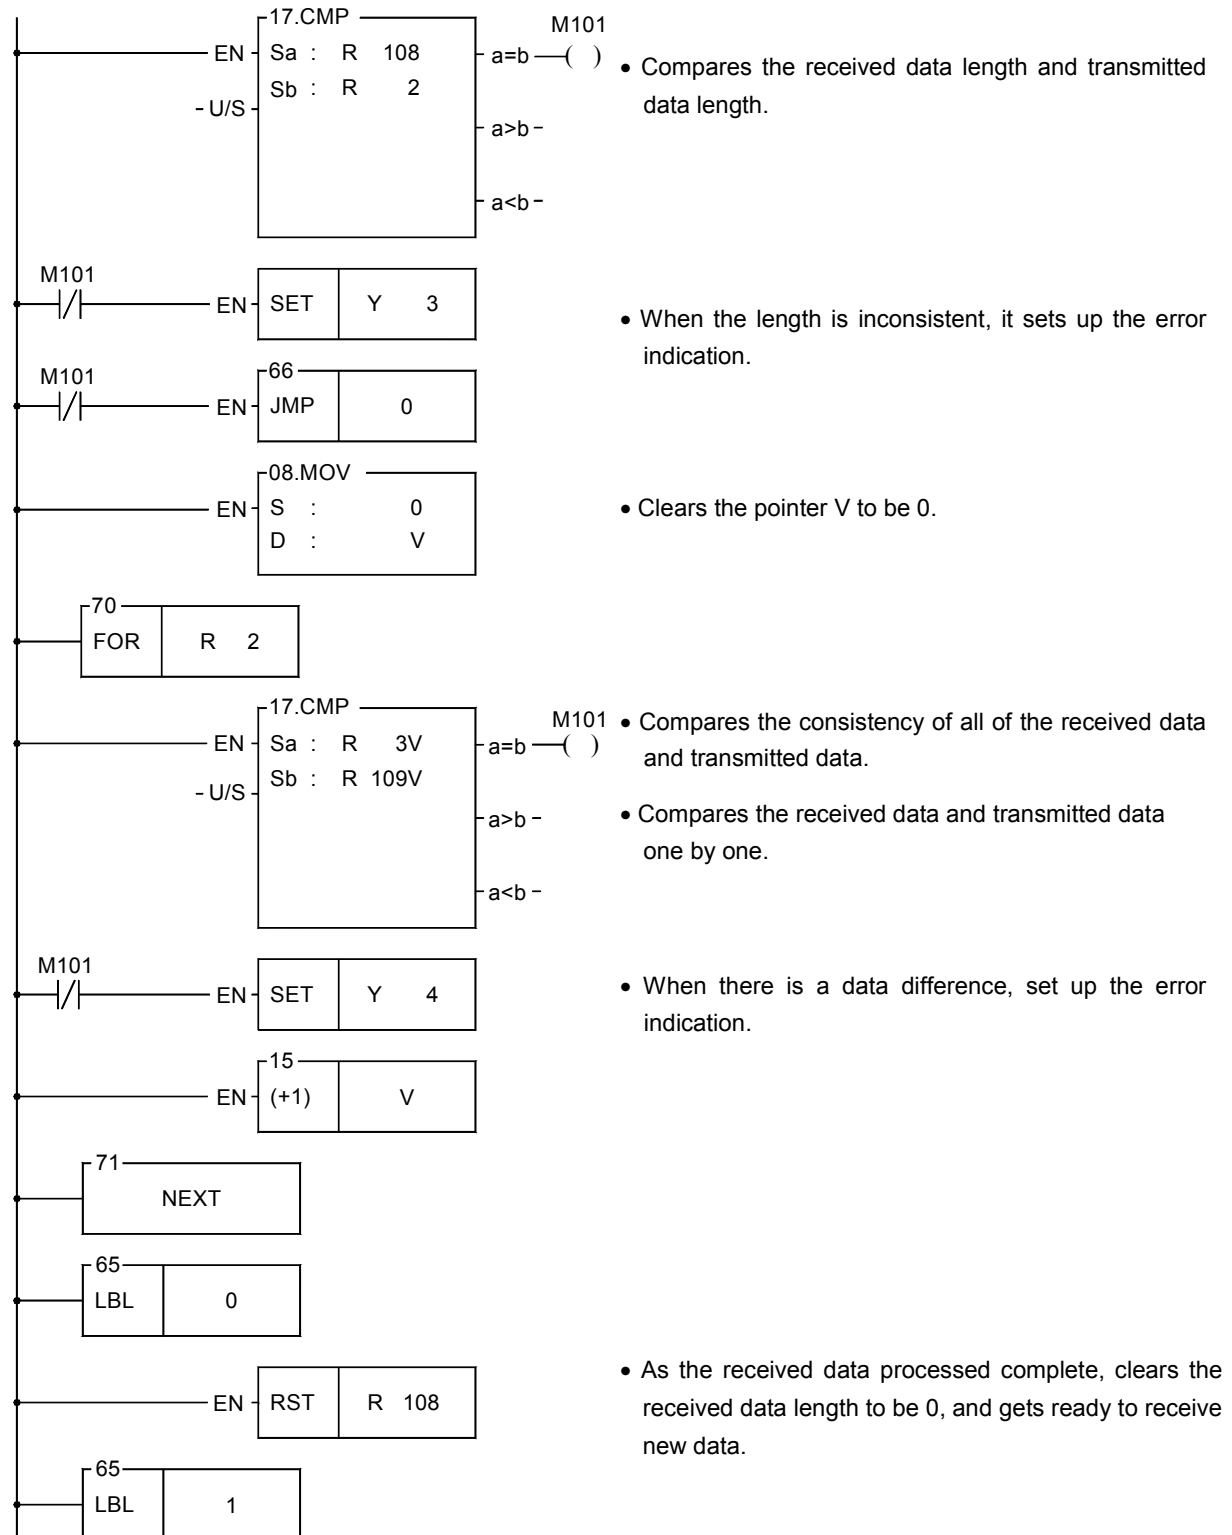 17.CMP
M101
EN
Sa : R 108
a=b
( )
• Compares the received data length and transmitted
data length.
Sb : R 2
U/S
a>b
a<b
M101
EN
SET Y 3
• When the length is inconsistent, it sets up the error
indication.
M101
66
EN
JMP 0
08.MOV
EN
S : 0
• Clears the pointer V to be 0.
D : V
70
FOR R 2
17.CMP
M101
EN
Sa : R 3V
a=b
( )
• Compares the consistency of all of the received data
and transmitted data.
Sb : R 109V
U/S
a>b
• Compares the received data and transmitted data
one by one.
a<b
M101
EN
SET Y 4
• When there is a data difference, set up the error
indication.
15
EN
(+1) V
71
NEXT
65
LBL 0
EN
RST R 108
• As the received data processed complete, clears the
received data length to be 0, and gets ready to receive
new data.
65
LBL 1